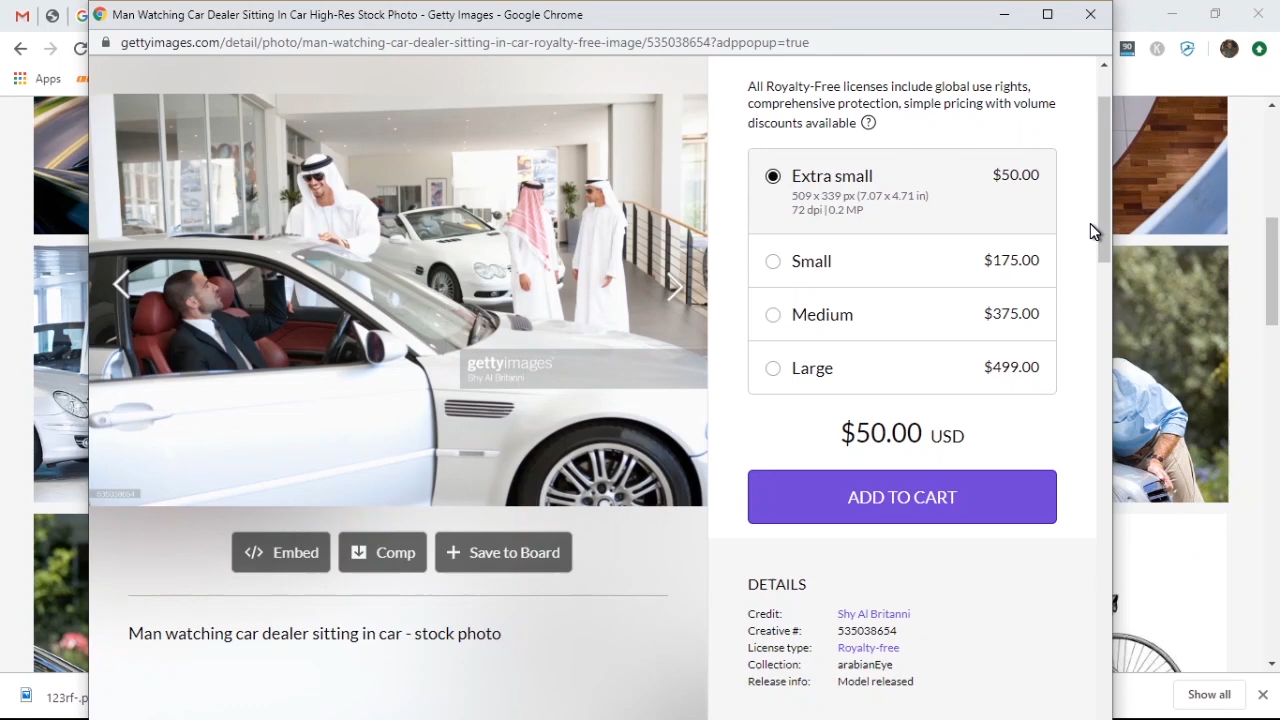 Man Watching Car Dealer Sitting In Car High-Res Stock Photo - Getty Images - Google Chrome
gettyimages.com/detail/photo/man-watching-car-dealer-sitting-in-car-royalty-free-image/535038654?adppopup=true
90
K
Apps
All Royalty-Free licenses include global use rights,
comprehensive protection, simple pricing with volume
discounts available ?
Extra small $50.00
509 x 339 px (7.07 x 4.71 in)
72 dpi | 0.2 MP
Small $175.00
Medium $375.00
Large $499.00
$50.00 USD
ADD TO CART
gettyimages
Shy Al Britanni
535038654
</> Embed
Comp
+ Save to Board
Man watching car dealer sitting in car - stock photo
DETAILS
Credit: Shy Al Britanni
Creative #: 535038654
License type: Royalty-free
Collection: arabianEye
Release info: Model released
123rf-.p
Show all